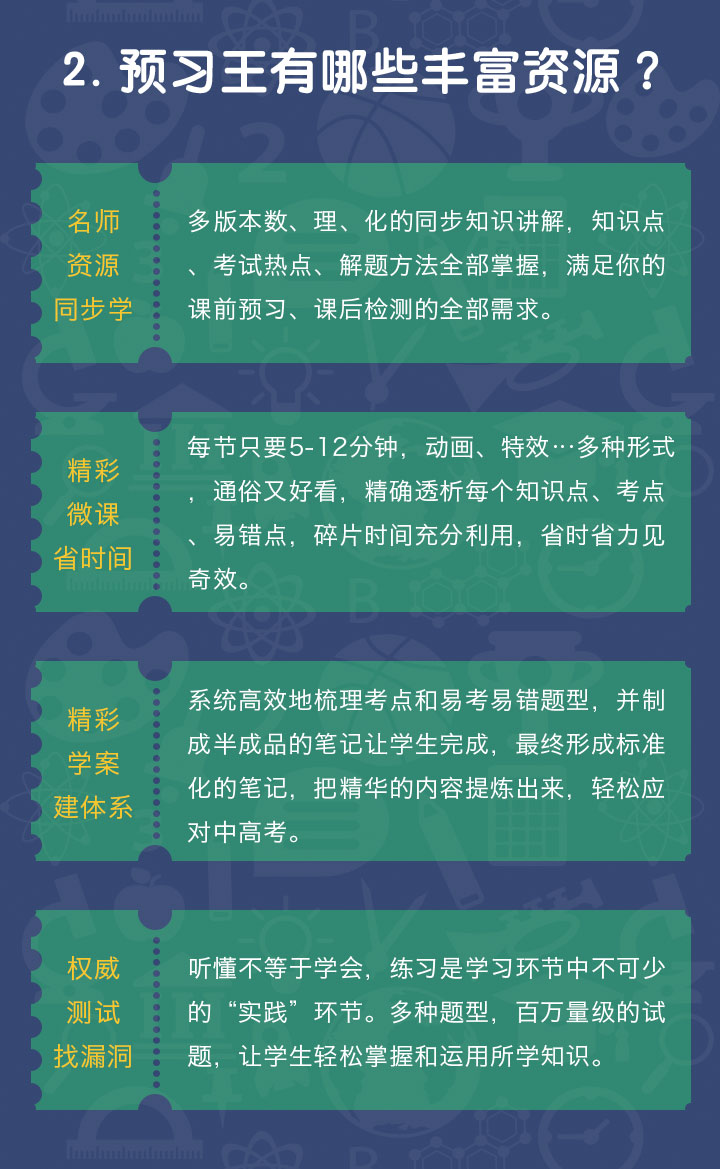 2. 预习王有哪些丰富资源？
名师
资源
同步学
多版本数、理、化的同步知识讲解，知识点
、考试热点、解题方法全部掌握，满足你的
课前预习、课后检测的全部需求。
精彩
微课
省时间
每节只要5-12分钟，动画、特效…多种形式
，通俗又好看，精确透析每个知识点、考点
、易错点，碎片时间充分利用，省时省力见
奇效。
精彩
学案
建体系
系统高效地梳理考点和易考易错题型，并制
成半成品的笔记让学生完成，最终形成标准
化的笔记，把精华的内容提炼出来，轻松应
对中高考。
权威
测试
找漏洞
听懂不等于学会，练习是学习环节中不可少
的“实践”环节。多种题型，百万量级的试
题，让学生轻松掌握和运用所学知识。